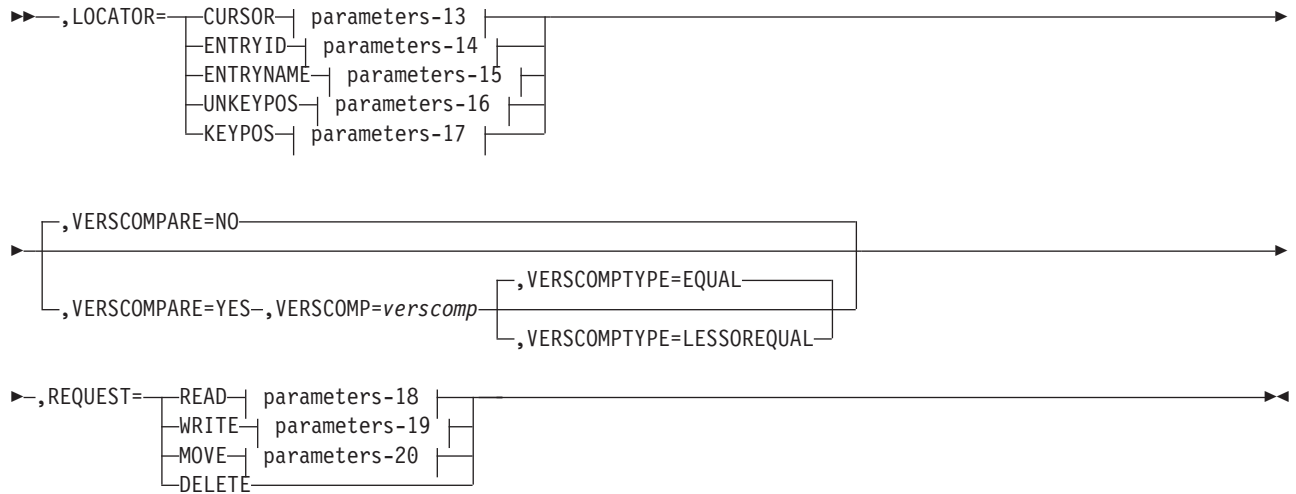 ,LOCATOR= CURSOR parameters-13
ENTRYID parameters-14
ENTRYNAME parameters-15
UNKEYPOS parameters-16
KEYPOS parameters-17
,VERSCOMPARE=NO
,VERSCOMPTYPE=EQUAL
,VERSCOMPARE=YES ,VERSCOMP=verscomp
,VERSCOMPTYPE=LESSOREQUAL
,REQUEST= READ parameters-18
WRITE parameters-19
MOVE parameters-20
DELETE